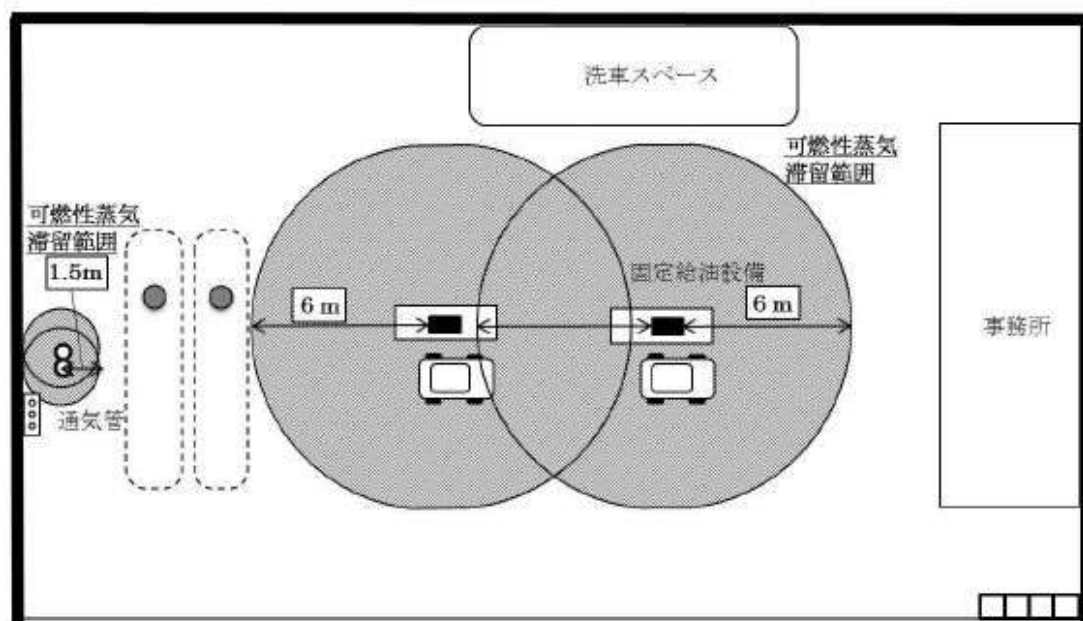 洗車スペース
可燃性蒸気
滞留範囲
可燃性蒸気
滞留範囲
1.5m
固定給油設備
6 m
6 m
事務所
通気管